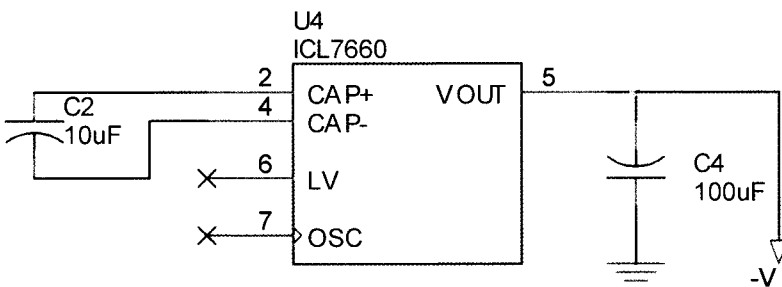 U4
ICL7660
2
CAP+
VOUT
5
C2
4
CAP-
10uF
6
LV
C4
100uF
7
OSC
-V